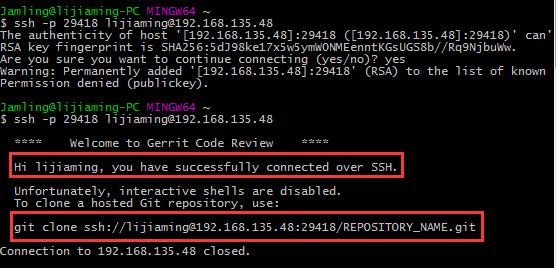 Jamling@lijiaming-PC MINGW64 ~
$ ssh -p 29418 lijiaming@192.168.135.48
The authenticity of host '[192.168.135.48]:29418 ([192.168.135.48]:29418)' can'
RSA key fingerprint is SHA256:5dJ98ke17x5w5ymWONMEenntKGsUGS8b//Rq9NjbuWw.
Are you sure you want to continue connecting (yes/no)? yes
Warning: Permanently added '[192.168.135.48]:29418' (RSA) to the list of known
Permission denied (publickey).
Jamling@lijiaming-PC MINGW64 ~
$ ssh -p 29418 lijiaming@192.168.135.48
**** Welcome to Gerrit Code Review ****
Hi lijiaming, you have successfully connected over SSH.
Unfortunately, interactive shells are disabled.
To clone a hosted Git repository, use:
git clone ssh://lijiaming@192.168.135.48:29418/REPOSITORY_NAME.git
Connection to 192.168.135.48 closed.